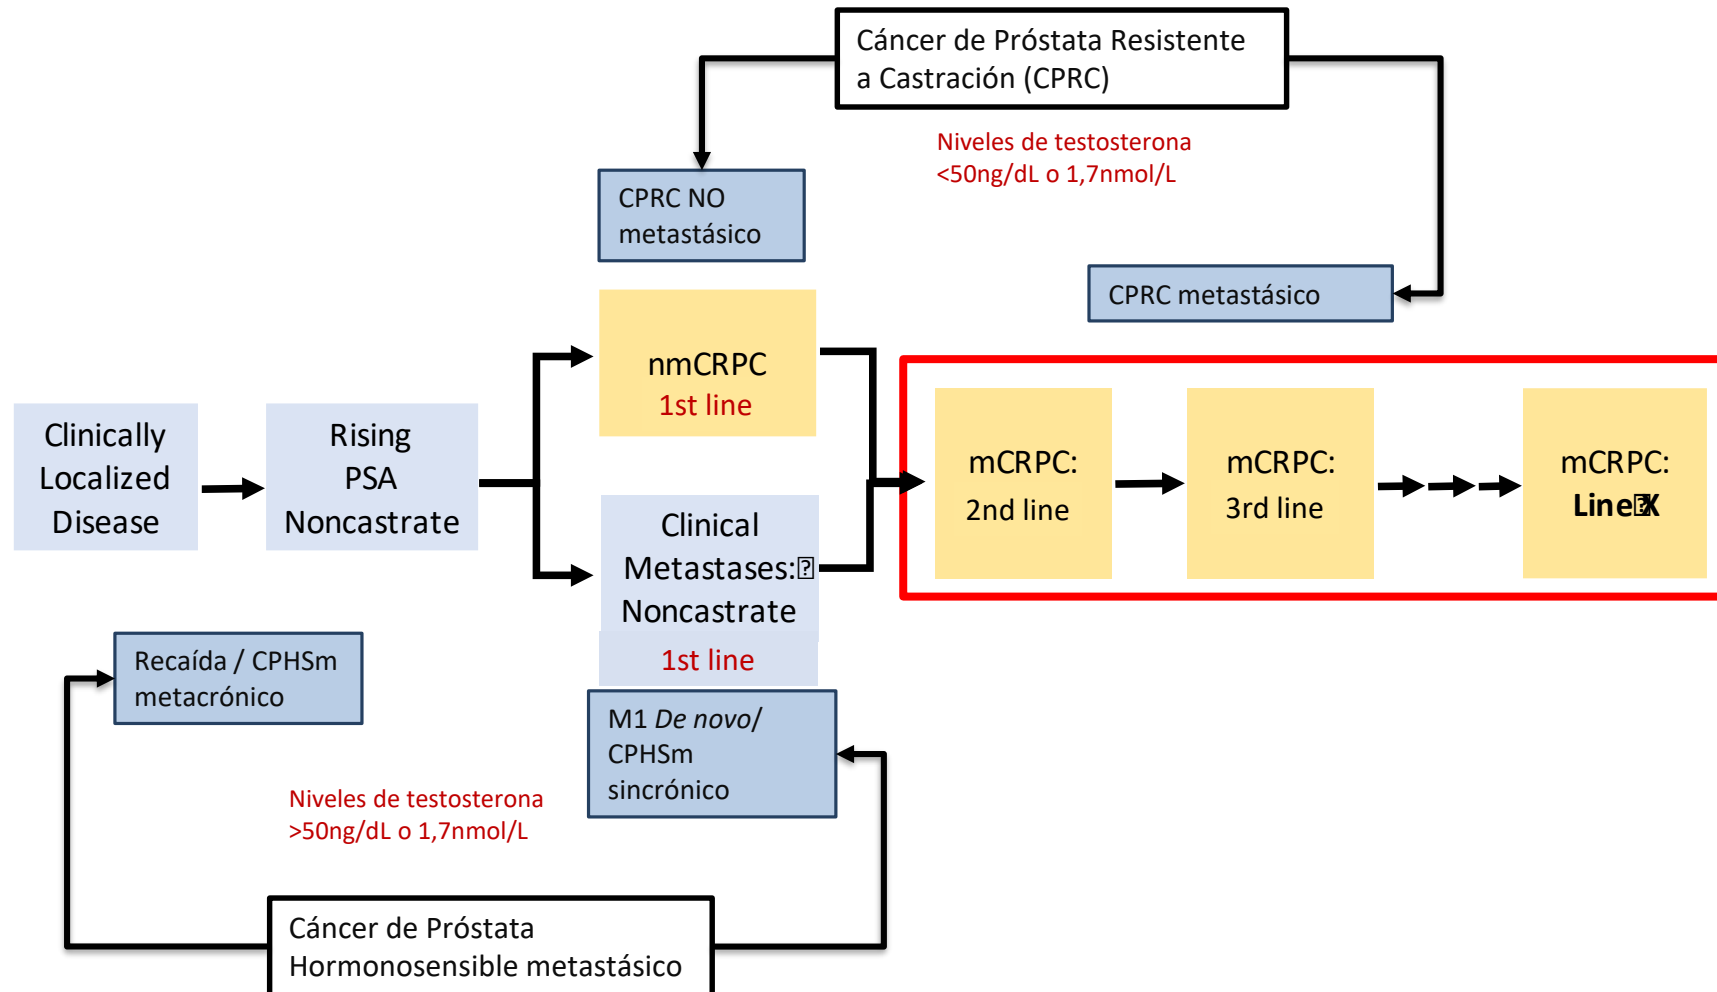 Cáncer de Próstata Resistente
a Castración (CPRC)
Niveles de testosterona
<50ng/dL o 1,7nmol/L
CPRC NO
metastásico
CPRC metastásico
nmCRPC
1st line
Clinically
Localized
Disease
Rising
PSA
Noncastrate
Clinical
Metastases:
Noncastrate
1st line
mCRPC:
2nd line
mCRPC:
3rd line
mCRPC:
Line X
Recaída / CPHSm
metacrónico
M1 De novo/
CPHSm
sincrónico
Niveles de testosterona
>50ng/dL o 1,7nmol/L
Cáncer de Próstata
Hormonosensible metastásico